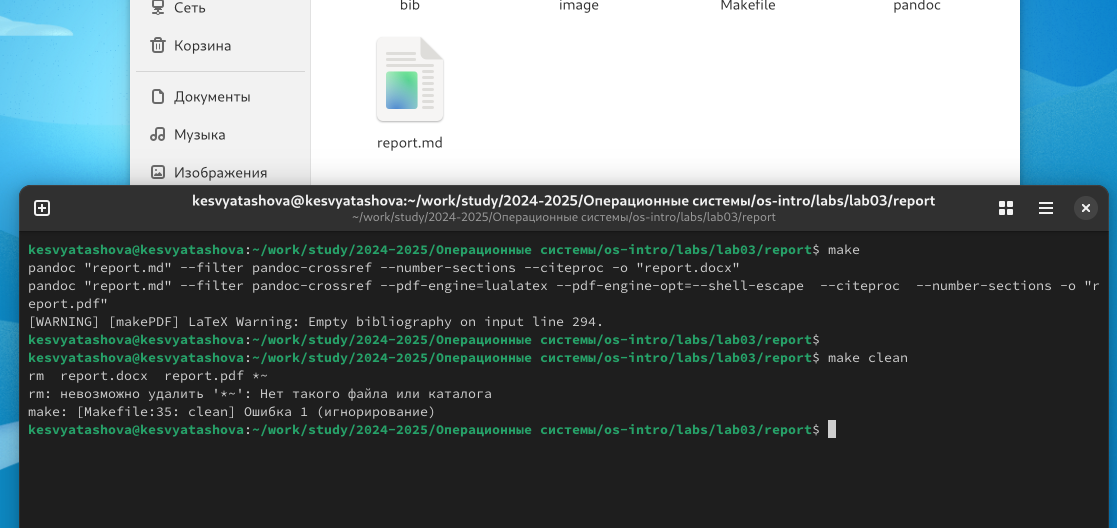 Сеть
bib image Makefile pandoc
Корзина
Документы
Музыка
report.md
Изображения
kesvyatashova@kesvyatashova:~/work/study/2024-2025/Операционные системы/os-intro/labs/lab03/report
~/work/study/2024-2025/Операционные системы/os-intro/labs/lab03/report
kesvyatashova@kesvyatashova:~/work/study/2024-2025/Операционные системы/os-intro/labs/lab03/report$ make
pandoc "report.md" --filter pandoc-crossref --number-sections --citeproc -o "report.docx"
pandoc "report.md" --filter pandoc-crossref --pdf-engine=lualatex --pdf-engine-opt=--shell-escape  --citeproc  --number-sections -o "r
eport.pdf"
[WARNING] [makePDF] LaTeX Warning: Empty bibliography on input line 294.
kesvyatashova@kesvyatashova:~/work/study/2024-2025/Операционные системы/os-intro/labs/lab03/report$
kesvyatashova@kesvyatashova:~/work/study/2024-2025/Операционные системы/os-intro/labs/lab03/report$ make clean
rm  report.docx  report.pdf *~
rm: невозможно удалить '*~': Нет такого файла или каталога
make: [Makefile:35: clean] Ошибка 1 (игнорирование)
kesvyatashova@kesvyatashova:~/work/study/2024-2025/Операционные системы/os-intro/labs/lab03/report$